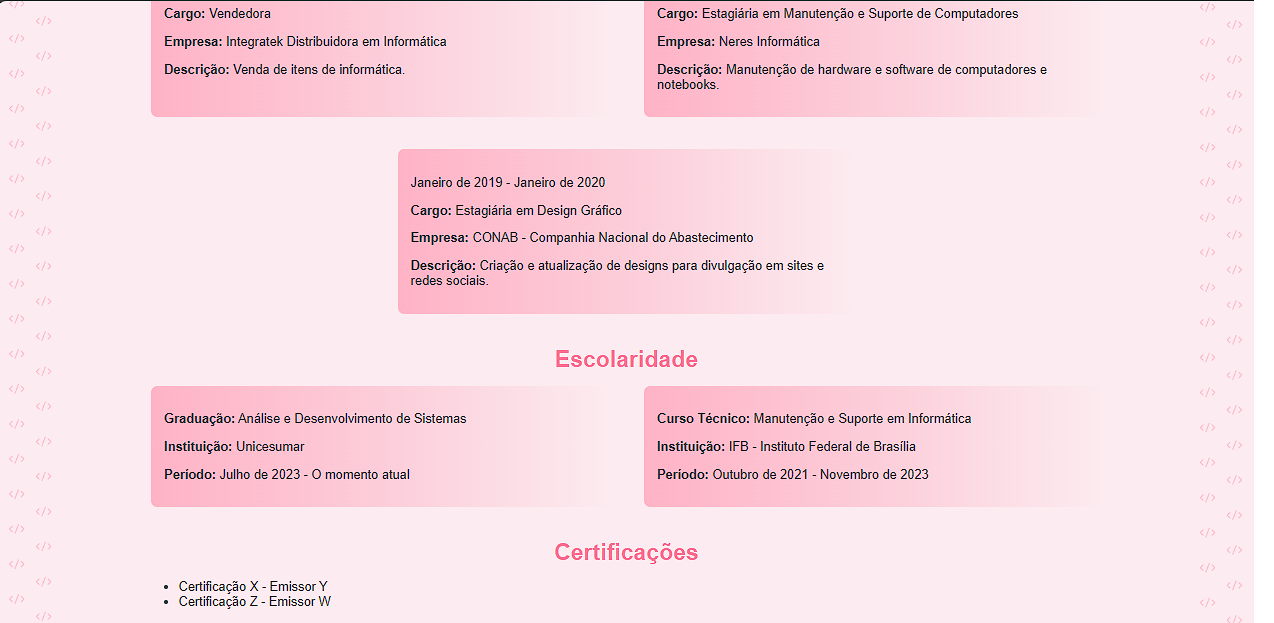 Cargo: Vendedora
Empresa: Integratek Distribuidora em Informática
Descrição: Venda de itens de informática.
Cargo: Estagiária em Manutenção e Suporte de Computadores
Empresa: Neres Informática
Descrição: Manutenção de hardware e software de computadores e
notebooks.
Janeiro de 2019 - Janeiro de 2020
Cargo: Estagiária em Design Gráfico
Empresa: CONAB - Companhia Nacional do Abastecimento
Descrição: Criação e atualização de designs para divulgação em sites e
redes sociais.
Escolaridade
Graduação: Análise e Desenvolvimento de Sistemas
Instituição: Unicesumar
Período: Julho de 2023 - O momento atual
Curso Técnico: Manutenção e Suporte em Informática
Instituição: IFB - Instituto Federal de Brasília
Período: Outubro de 2021 - Novembro de 2023
Certificações
• Certificação X - Emissor Y
• Certificação Z - Emissor W